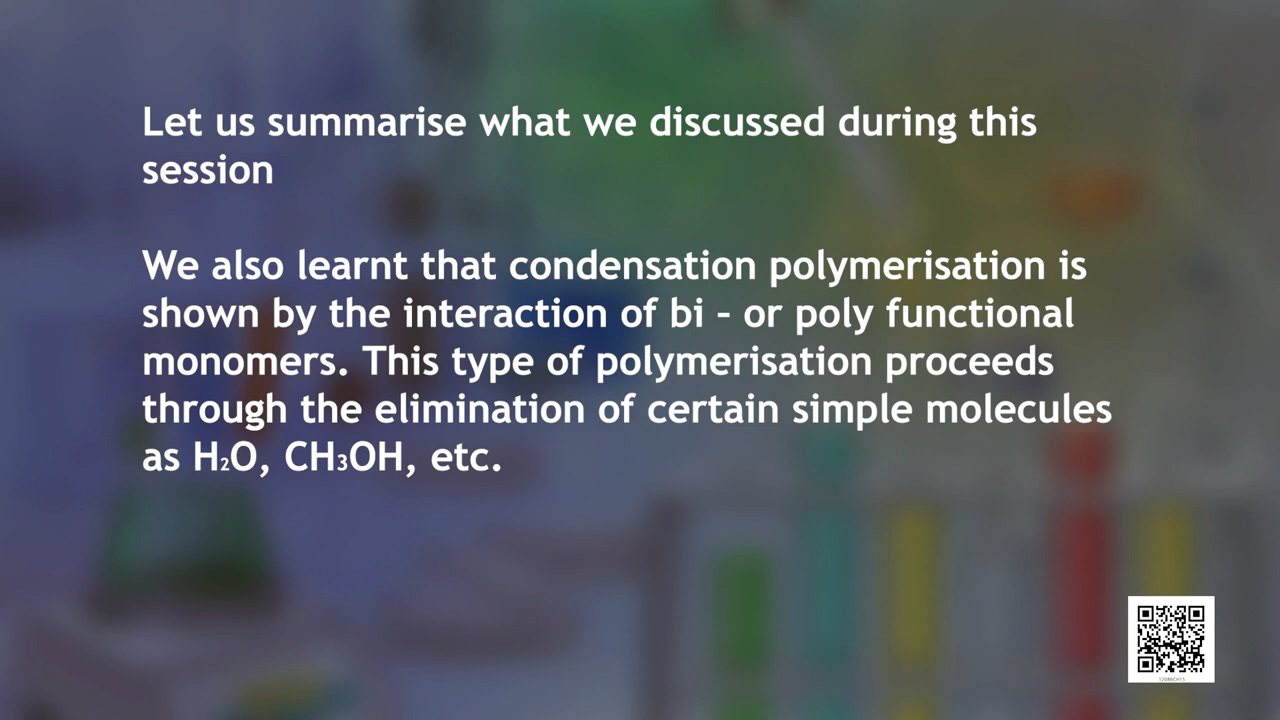 Let us summarise what we discussed during this
session
We also learnt that condensation polymerisation is
shown by the interaction of bi – or poly functional
monomers. This type of polymerisation proceeds
through the elimination of certain simple molecules
as H₂O, CH₃OH, etc.